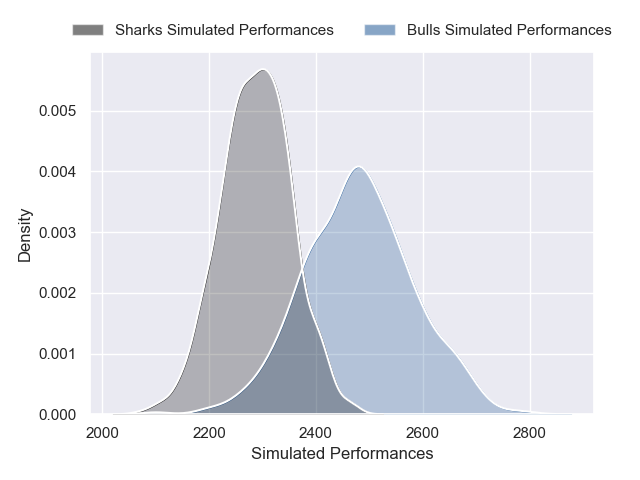 Sharks Simulated Performances Bulls Simulated Performances
0.005
0.004
0.003
0.002
0.001
0.000
Density
2000 2200 2400 2600 2800
Simulated Performances